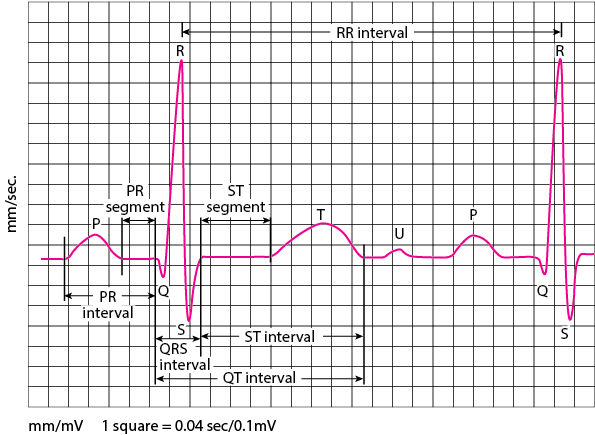 RR interval
R
R
mm/sec.
PR
segment
ST
segment
P
T
U
P
Q
Q
PR
interval
S
S
ST interval
QRS
interval
QT interval
mm/mV 1 square = 0.04 sec/0.1mV